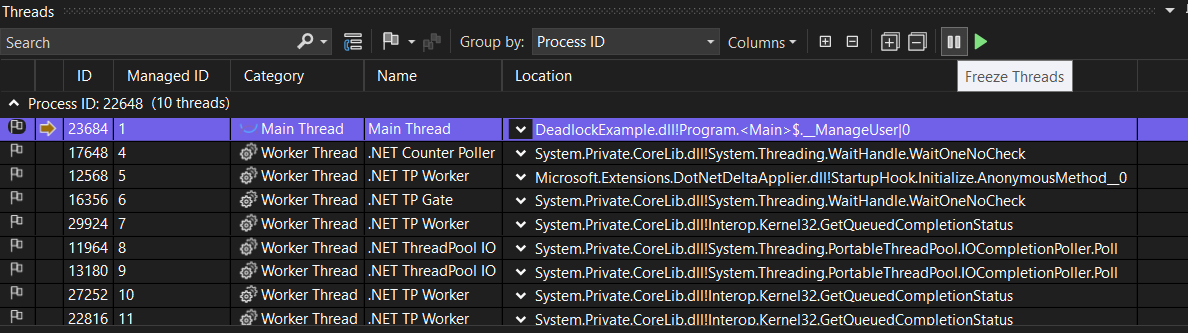 Threads
Search Group by: Process ID Columns Freeze Threads
ID Managed ID Category Name Location
Process ID: 22648 (10 threads)
23684 1 Main Thread Main Thread DeadlockExample.dll!Program.<Main>$.__ManageUser|0
17648 4 Worker Thread .NET Counter Poller System.Private.CoreLib.dll!System.Threading.WaitHandle.WaitOneNoCheck
12568 5 Worker Thread .NET TP Worker Microsoft.Extensions.DotNetDeltaApplier.dll!StartupHook.Initialize.AnonymousMethod__0
16356 6 Worker Thread .NET TP Gate System.Private.CoreLib.dll!System.Threading.WaitHandle.WaitOneNoCheck
29924 7 Worker Thread .NET TP Worker System.Private.CoreLib.dll!Interop.Kernel32.GetQueuedCompletionStatus
11964 8 Worker Thread .NET ThreadPool IO System.Private.CoreLib.dll!System.Threading.PortableThreadPool.IOCompletionPoller.Poll
13180 9 Worker Thread .NET ThreadPool IO System.Private.CoreLib.dll!System.Threading.PortableThreadPool.IOCompletionPoller.Poll
27252 10 Worker Thread .NET TP Worker System.Private.CoreLib.dll!Interop.Kernel32.GetQueuedCompletionStatus
22816 11 Worker Thread .NET TP Worker System.Private.CoreLib.dll!Interop.Kernel32.GetQueuedCompletionStatus